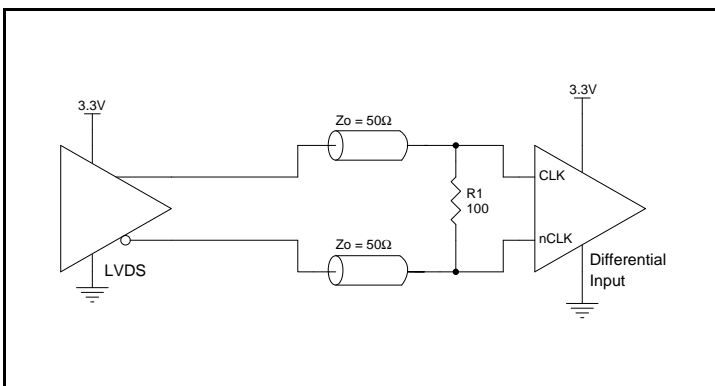 3.3V
3.3V
Zo = 50Ω
CLK
R1
100
nCLK
Zo = 50Ω
LVDS
Differential
Input